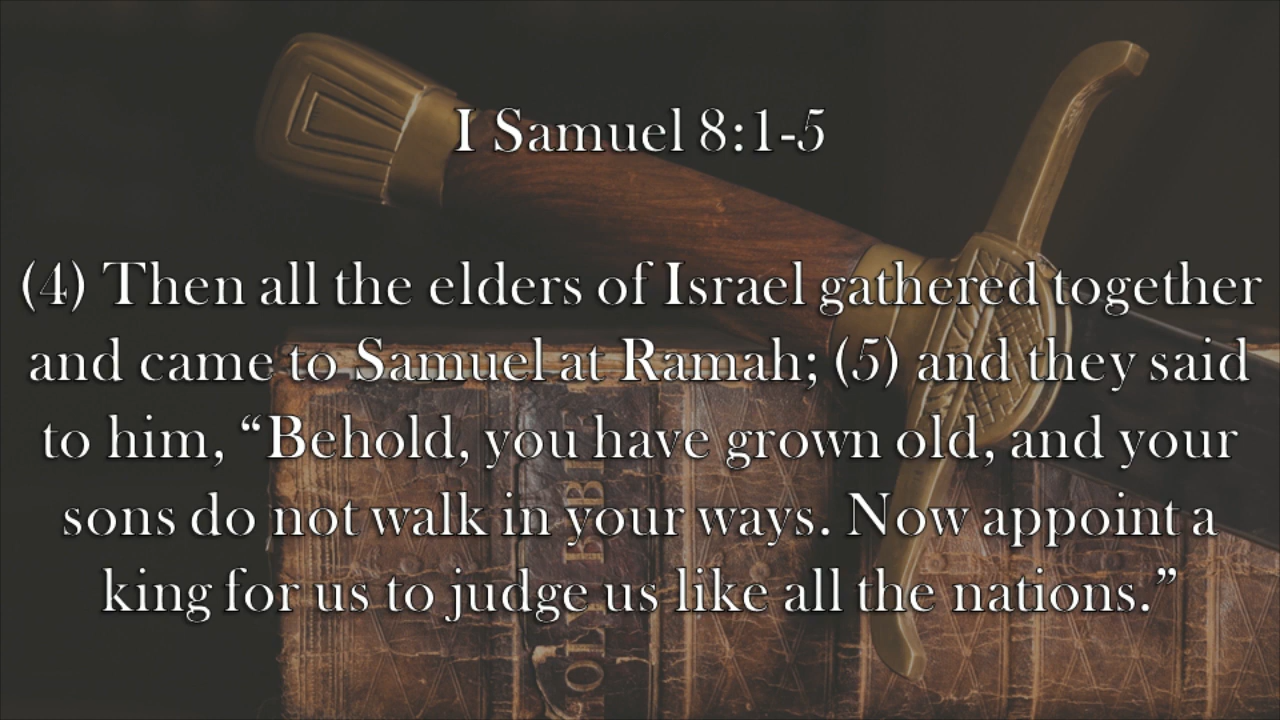 I Samuel 8:1-5
(4) Then all the elders of Israel gathered together
and came to Samuel at Ramah; (5) and they said
to him, “Behold, you have grown old, and your
sons do not walk in your ways. Now appoint a
king for us to judge us like all the nations.”
HOLY BIBLE